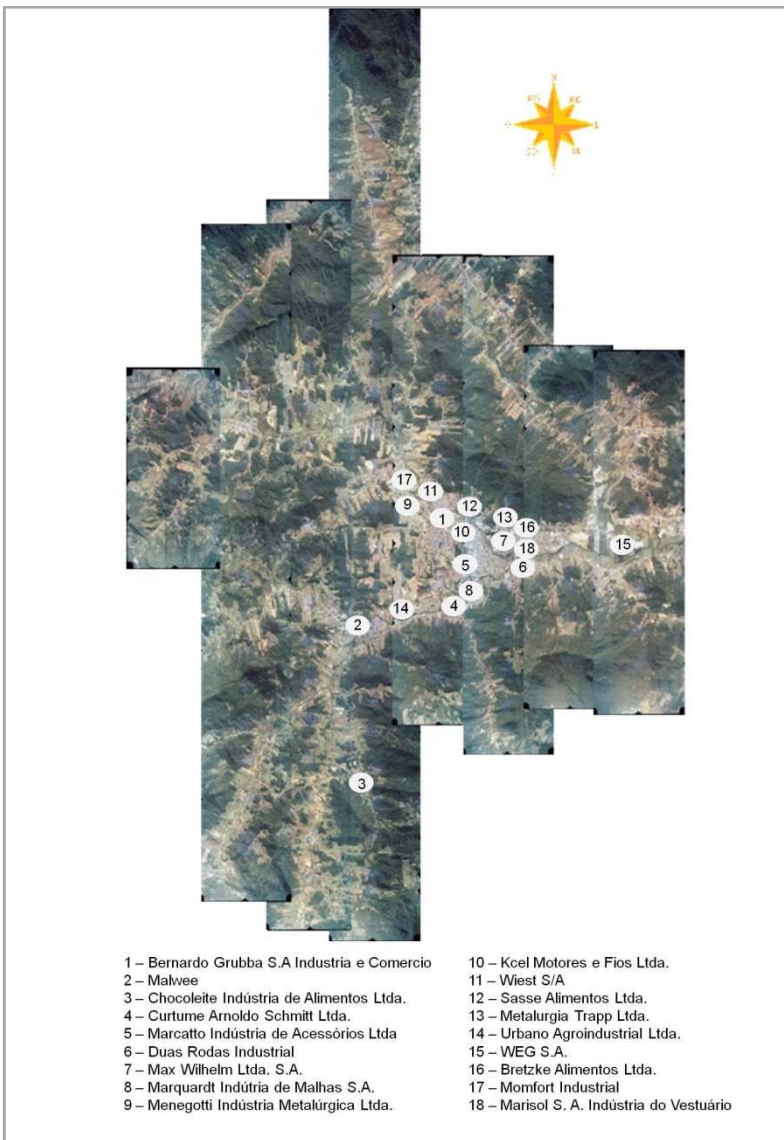 17
11
9
12
1
13
10
16
7
18
15
5
6
8
4
14
2
3
1 – Bernardo Grubba S.A Industria e Comercio
2 – Malwee
3 – Chocoleite Indústria de Alimentos Ltda.
4 – Curtume Arnoldo Schmitt Ltda.
5 – Marcatto Indústria de Acessórios Ltda
6 – Duas Rodas Industrial
7 – Max Wilhelm Ltda. S.A.
8 – Marquardt Indútria de Malhas S.A.
9 – Menegotti Indústria Metalúrgica Ltda.
10 – Kcel Motores e Fios Ltda.
11 – Wiest S/A
12 – Sasse Alimentos Ltda.
13 – Metalurgia Trapp Ltda.
14 – Urbano Agroindustrial Ltda.
15 – WEG S.A.
16 – Bretzke Alimentos Ltda.
17 – Momfort Industrial
18 – Marisol S. A. Indústria do Vestuário